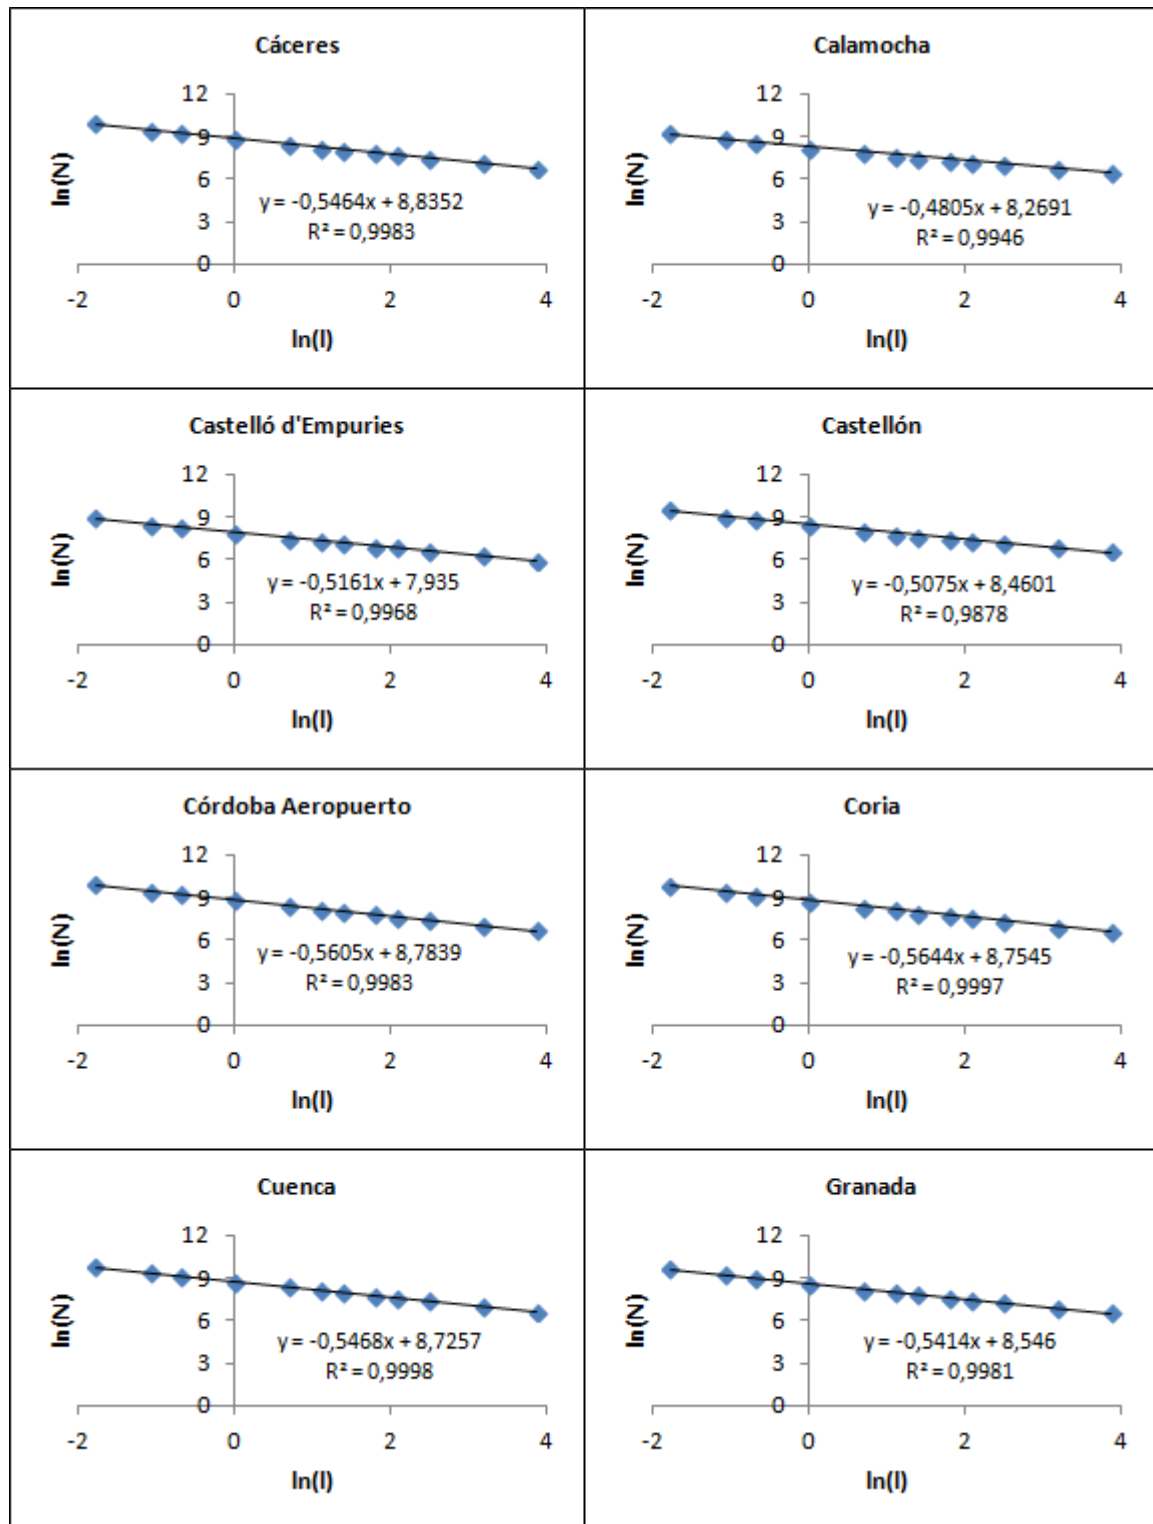 Cáceres
12
9
6
3
0
-2 0 2 4
ln(N)
ln(l)
y = -0,5464x + 8,8352
R² = 0,9983
Calamocha
12
9
6
3
0
-2 0 2 4
ln(N)
ln(l)
y = -0,4805x + 8,2691
R² = 0,9946
Castelló d'Empuries
12
9
6
3
0
-2 0 2 4
ln(N)
ln(l)
y = -0,5161x + 7,935
R² = 0,9968
Castellón
12
9
6
3
0
-2 0 2 4
ln(N)
ln(l)
y = -0,5075x + 8,4601
R² = 0,9878
Córdoba Aeropuerto
12
9
6
3
0
-2 0 2 4
ln(N)
ln(l)
y = -0,5605x + 8,7839
R² = 0,9983
Coria
12
9
6
3
0
-2 0 2 4
ln(N)
ln(l)
y = -0,5644x + 8,7545
R² = 0,9997
Cuenca
12
9
6
3
0
-2 0 2 4
ln(N)
ln(l)
y = -0,5468x + 8,7257
R² = 0,9998
Granada
12
9
6
3
0
-2 0 2 4
ln(N)
ln(l)
y = -0,5414x + 8,546
R² = 0,9981